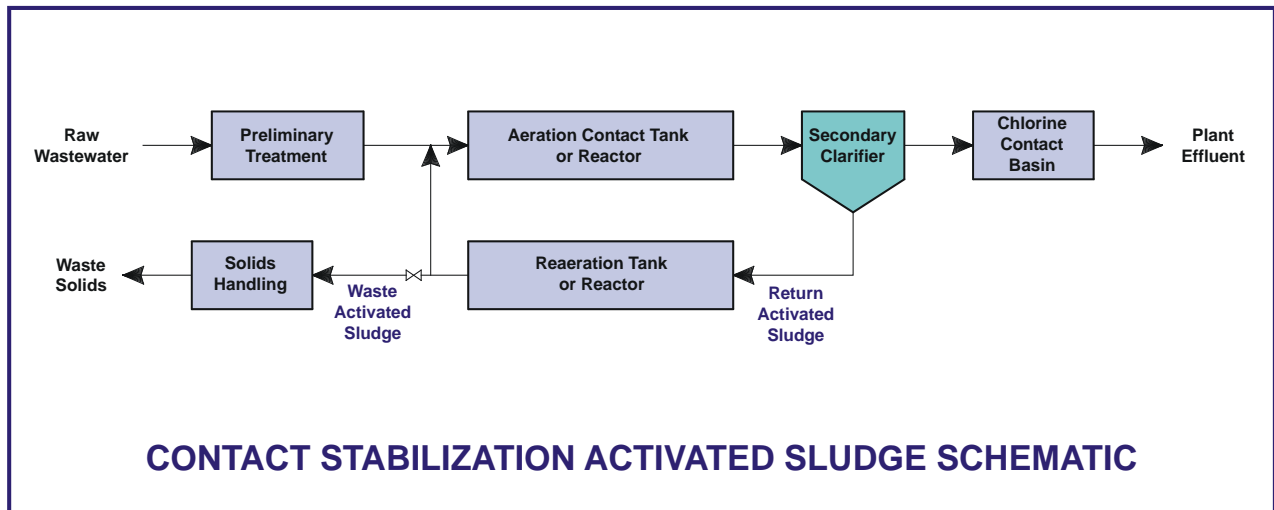 Raw
Wastewater
Preliminary
Treatment
Aeration Contact Tank
or Reactor
Secondary
Clarifier
Chlorine
Contact
Basin
Plant
Effluent
Waste
Solids
Solids
Handling
Waste
Activated
Sludge
Reaeration Tank
or Reactor
Return
Activated
Sludge
CONTACT STABILIZATION ACTIVATED SLUDGE SCHEMATIC